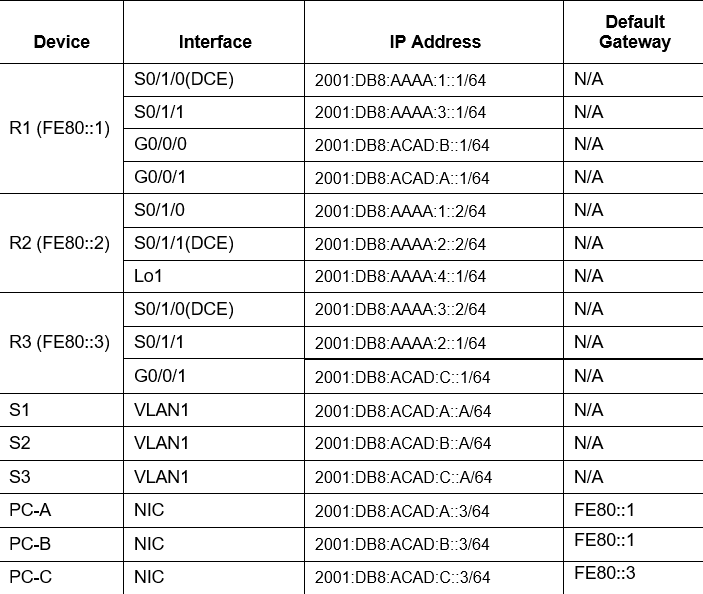 Device Interface IP Address Default Gateway
R1 (FE80::1) S0/1/0(DCE) 2001:DB8:AAAA:1::1/64 N/A
S0/1/1 2001:DB8:AAAA:3::1/64 N/A
G0/0/0 2001:DB8:ACAD:B::1/64 N/A
G0/0/1 2001:DB8:ACAD:A::1/64 N/A
R2 (FE80::2) S0/1/0 2001:DB8:AAAA:1::2/64 N/A
S0/1/1(DCE) 2001:DB8:AAAA:2::2/64 N/A
Lo1 2001:DB8:AAAA:4::1/64 N/A
R3 (FE80::3) S0/1/0(DCE) 2001:DB8:AAAA:3::2/64 N/A
S0/1/1 2001:DB8:AAAA:2::1/64 N/A
G0/0/1 2001:DB8:ACAD:C::1/64 N/A
S1 VLAN1 2001:DB8:ACAD:A::A/64 N/A
S2 VLAN1 2001:DB8:ACAD:B::A/64 N/A
S3 VLAN1 2001:DB8:ACAD:C::A/64 N/A
PC-A NIC 2001:DB8:ACAD:A::3/64 FE80::1
PC-B NIC 2001:DB8:ACAD:B::3/64 FE80::1
PC-C NIC 2001:DB8:ACAD:C::3/64 FE80::3